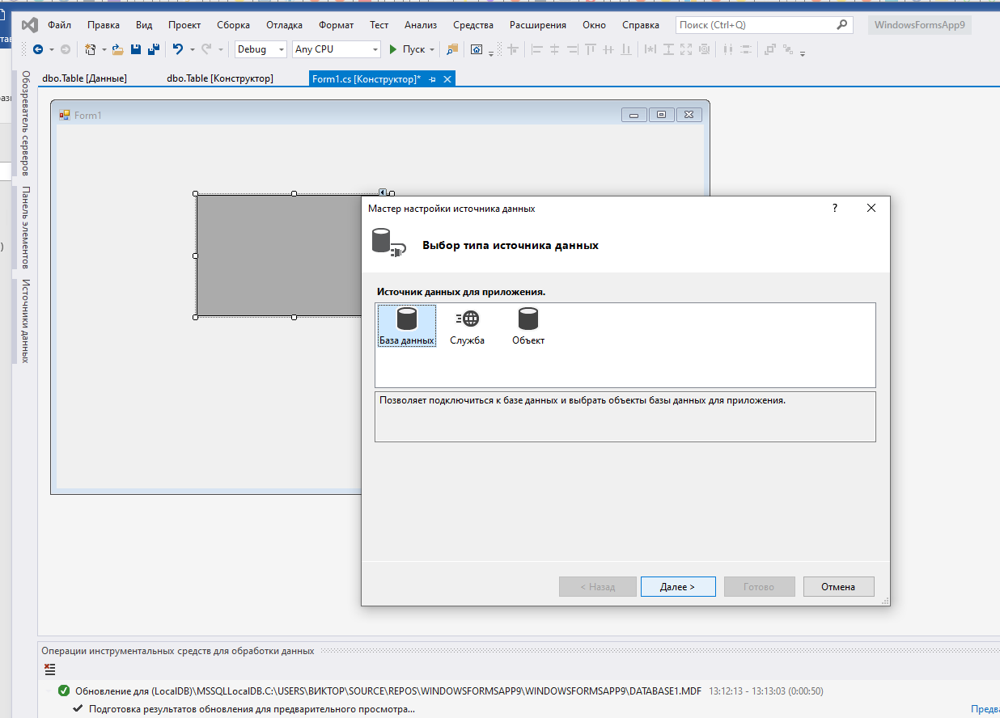 Файл Правка Вид Проект Сборка Отладка Формат Тест Анализ Средства Расширения Окно Справка Поиск (Ctrl+Q) WindowsFormsApp9
Debug Any CPU Пуск
dbo.Table [Данные] dbo.Table [Конструктор] Form1.cs [Конструктор]*
Обозреватель серверов
Панель элементов
Источники данных
Form1
Мастер настройки источника данных ?
Выбор типа источника данных
Источник данных для приложения.
База данных Служба Объект
Позволяет подключиться к базе данных и выбрать объекты базы данных для приложения.
< Назад Далее > Готово Отмена
Операции инструментальных средств для обработки данных
Обновление для (LocalDB)\MSSQLLocalDB.C:\USERS\ВИКТОР\SOURCE\REPOS\WINDOWSFORMSAPP9\WINDOWSFORMSAPP9\DATABASE1.MDF 13:12:13 - 13:13:03 (0:00:50)
Подготовка результатов обновления для предварительного просмотра...